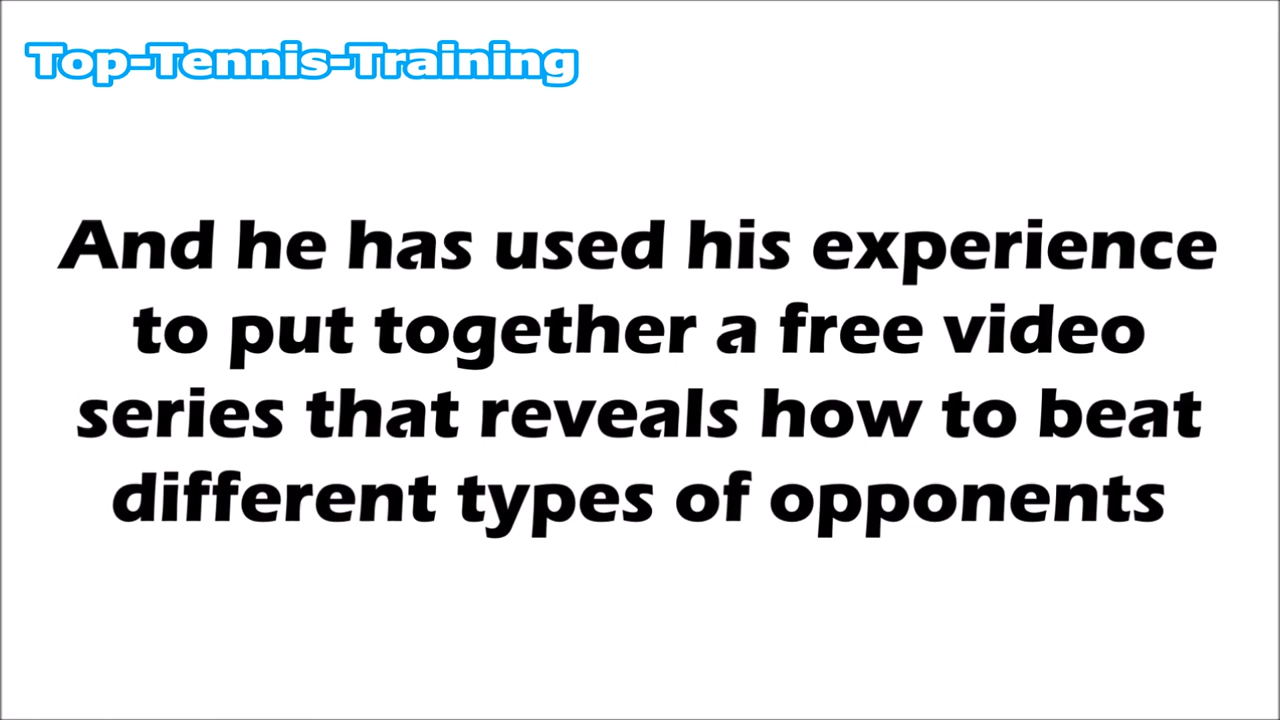 Top-Tennis-Training
And he has used his experience
to put together a free video
series that reveals how to beat
different types of opponents